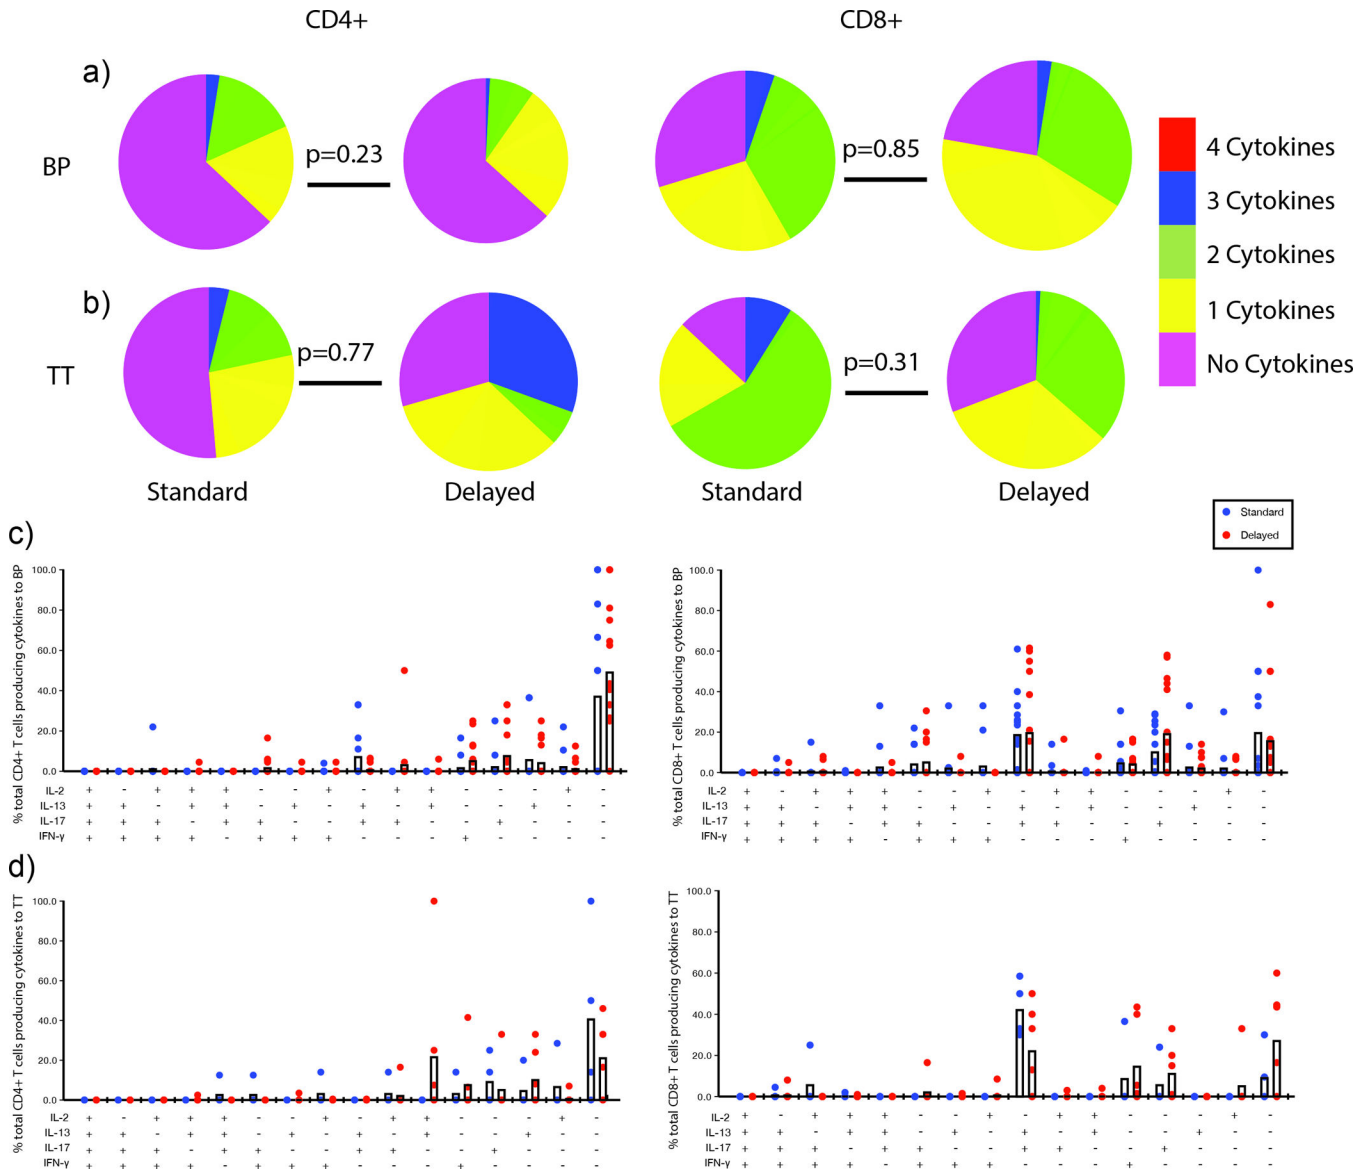 CD4+ CD8+
a)
BP p=0.23 p=0.85
4 Cytokines
3 Cytokines
2 Cytokines
1 Cytokines
No Cytokines
b)
TT p=0.77 p=0.31
Standard Delayed Standard Delayed
Standard
Delayed
c)
% total CD4+ T cells producing cytokines to BP
100.0
80.0
60.0
40.0
20.0
0.0
IL-2 + - + - + - - + - + - - - + -
IL-13 + + + + -
IL-17 + + + - - + - - + + - - + - -
IFN-γ + + + + - + + + - - - + - - -
% total CD8+ T cells producing cytokines to BP
100.0
80.0
60.0
40.0
20.0
0.0
IL-2
IL-13
IL-17
IFN-γ
d)
% total CD4+ T cells producing cytokines to TT
100.0
80.0
60.0
40.0
20.0
0.0
IL-2
IL-13
IL-17
IFN-γ
% total CD8+ T cells producing cytokines to TT
100.0
80.0
60.0
40.0
20.0
0.0
IL-2
IL-13
IL-17
IFN-γ